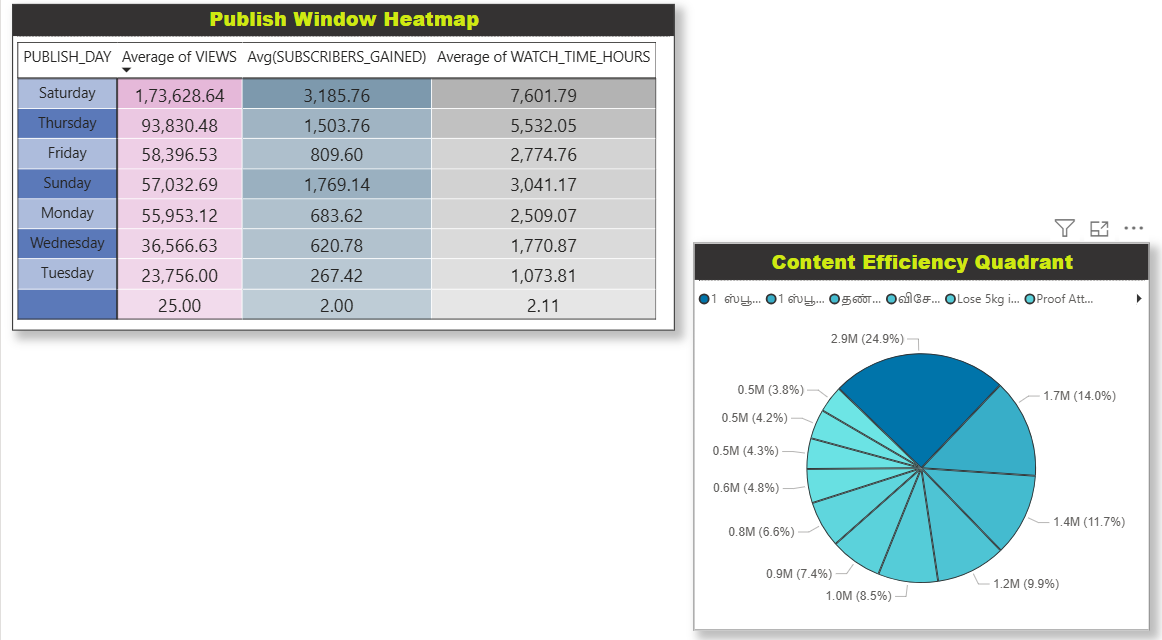 Publish Window Heatmap
PUBLISH_DAY Average of VIEWS Avg(SUBSCRIBERS_GAINED) Average of WATCH_TIME_HOURS
Saturday 1,73,628.64 3,185.76 7,601.79
Thursday 93,830.48 1,503.76 5,532.05
Friday 58,396.53 809.60 2,774.76
Sunday 57,032.69 1,769.14 3,041.17
Monday 55,953.12 683.62 2,509.07
Wednesday 36,566.63 620.78 1,770.87
Tuesday 23,756.00 267.42 1,073.81
25.00 2.00 2.11
Content Efficiency Quadrant
1 ஸ்பூ... 1 ஸ்பூ... தண்... விசே... Lose 5kg i... Proof Att...
2.9M (24.9%)
1.7M (14.0%)
1.4M (11.7%)
1.2M (9.9%)
1.0M (8.5%)
0.9M (7.4%)
0.8M (6.6%)
0.6M (4.8%)
0.5M (4.3%)
0.5M (4.2%)
0.5M (3.8%)